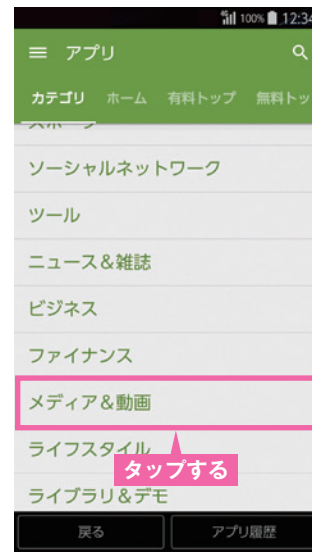 100% 12:34
アプリ
カテゴリ ホーム 有料トップ 無料トッ
スポーツ
ソーシャルネットワーク
ツール
ニュース&雑誌
ビジネス
ファイナンス
メディア&動画
ライフスタイル
タップする
ライブラリ&デモ
戻る アプリ履歴